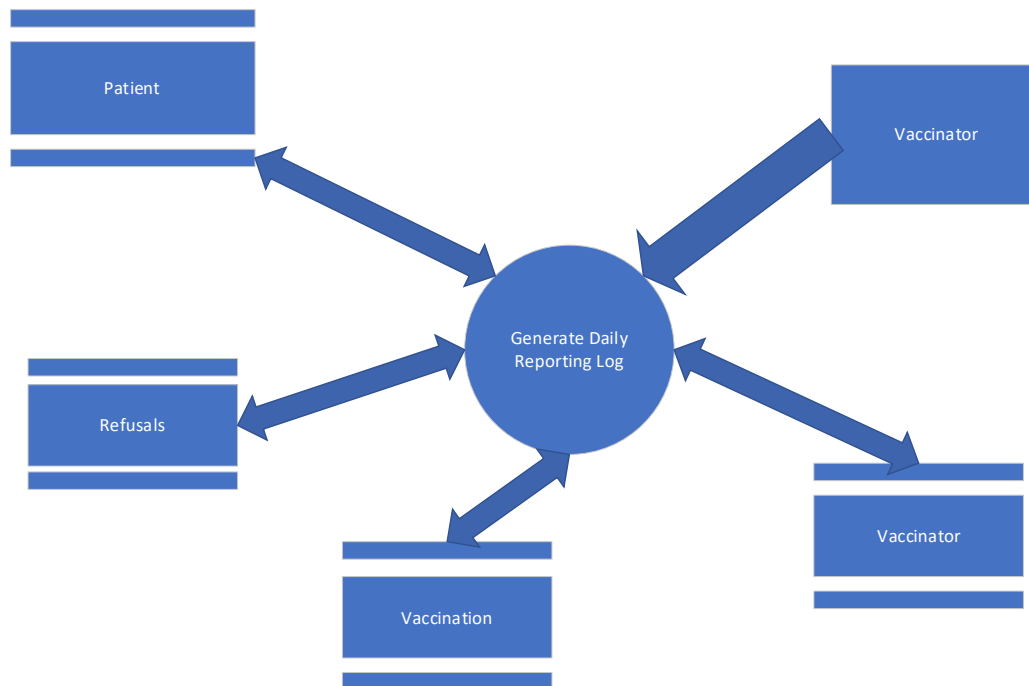 Patient
Vaccinator
Generate Daily
Reporting Log
Refusals
Vaccinator
Vaccination